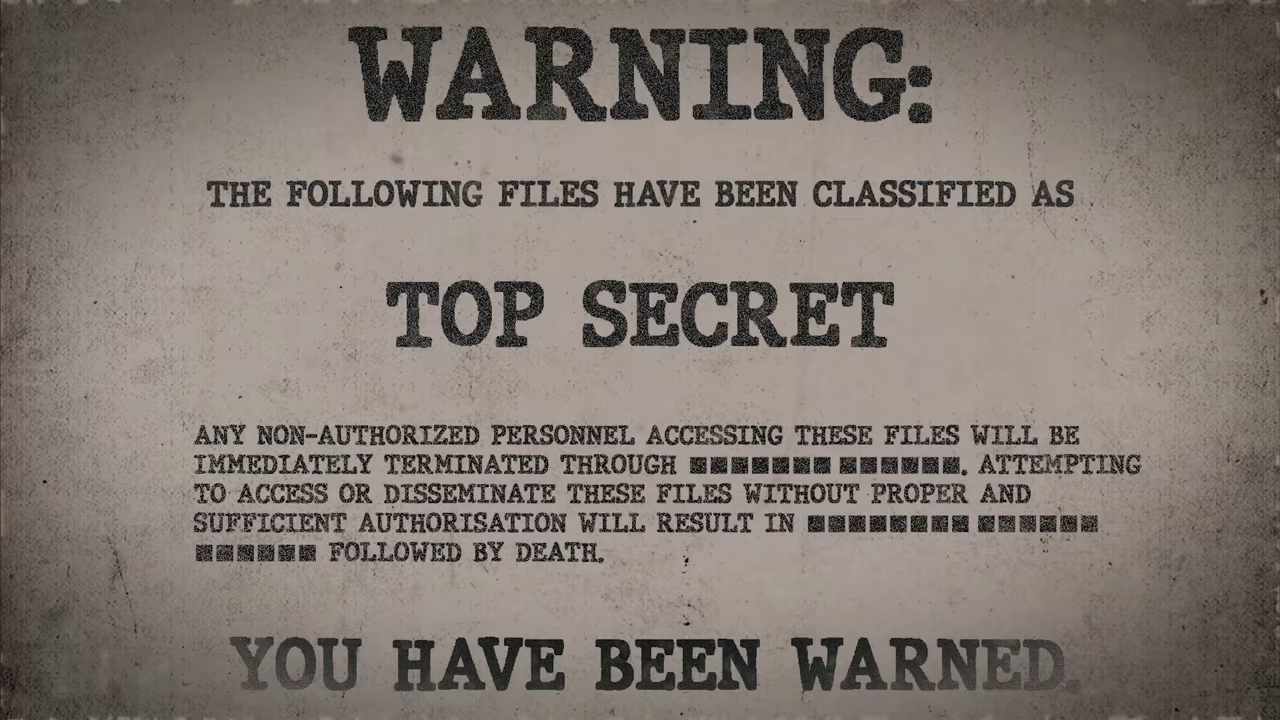 WARNING:
THE FOLLOWING FILES HAVE BEEN CLASSIFIED AS
TOP SECRET
ANY NON-AUTHORIZED PERSONNEL ACCESSING THESE FILES WILL BE
IMMEDIATELY TERMINATED THROUGH ■■■■■■■ ■■■■■■. ATTEMPTING
TO ACCESS OR DISSEMINATE THESE FILES WITHOUT PROPER AND
SUFFICIENT AUTHORISATION WILL RESULT IN ■■■■■■■■ ■■■■■■
■■■■■■ FOLLOWED BY DEATH.
YOU HAVE BEEN WARNED.